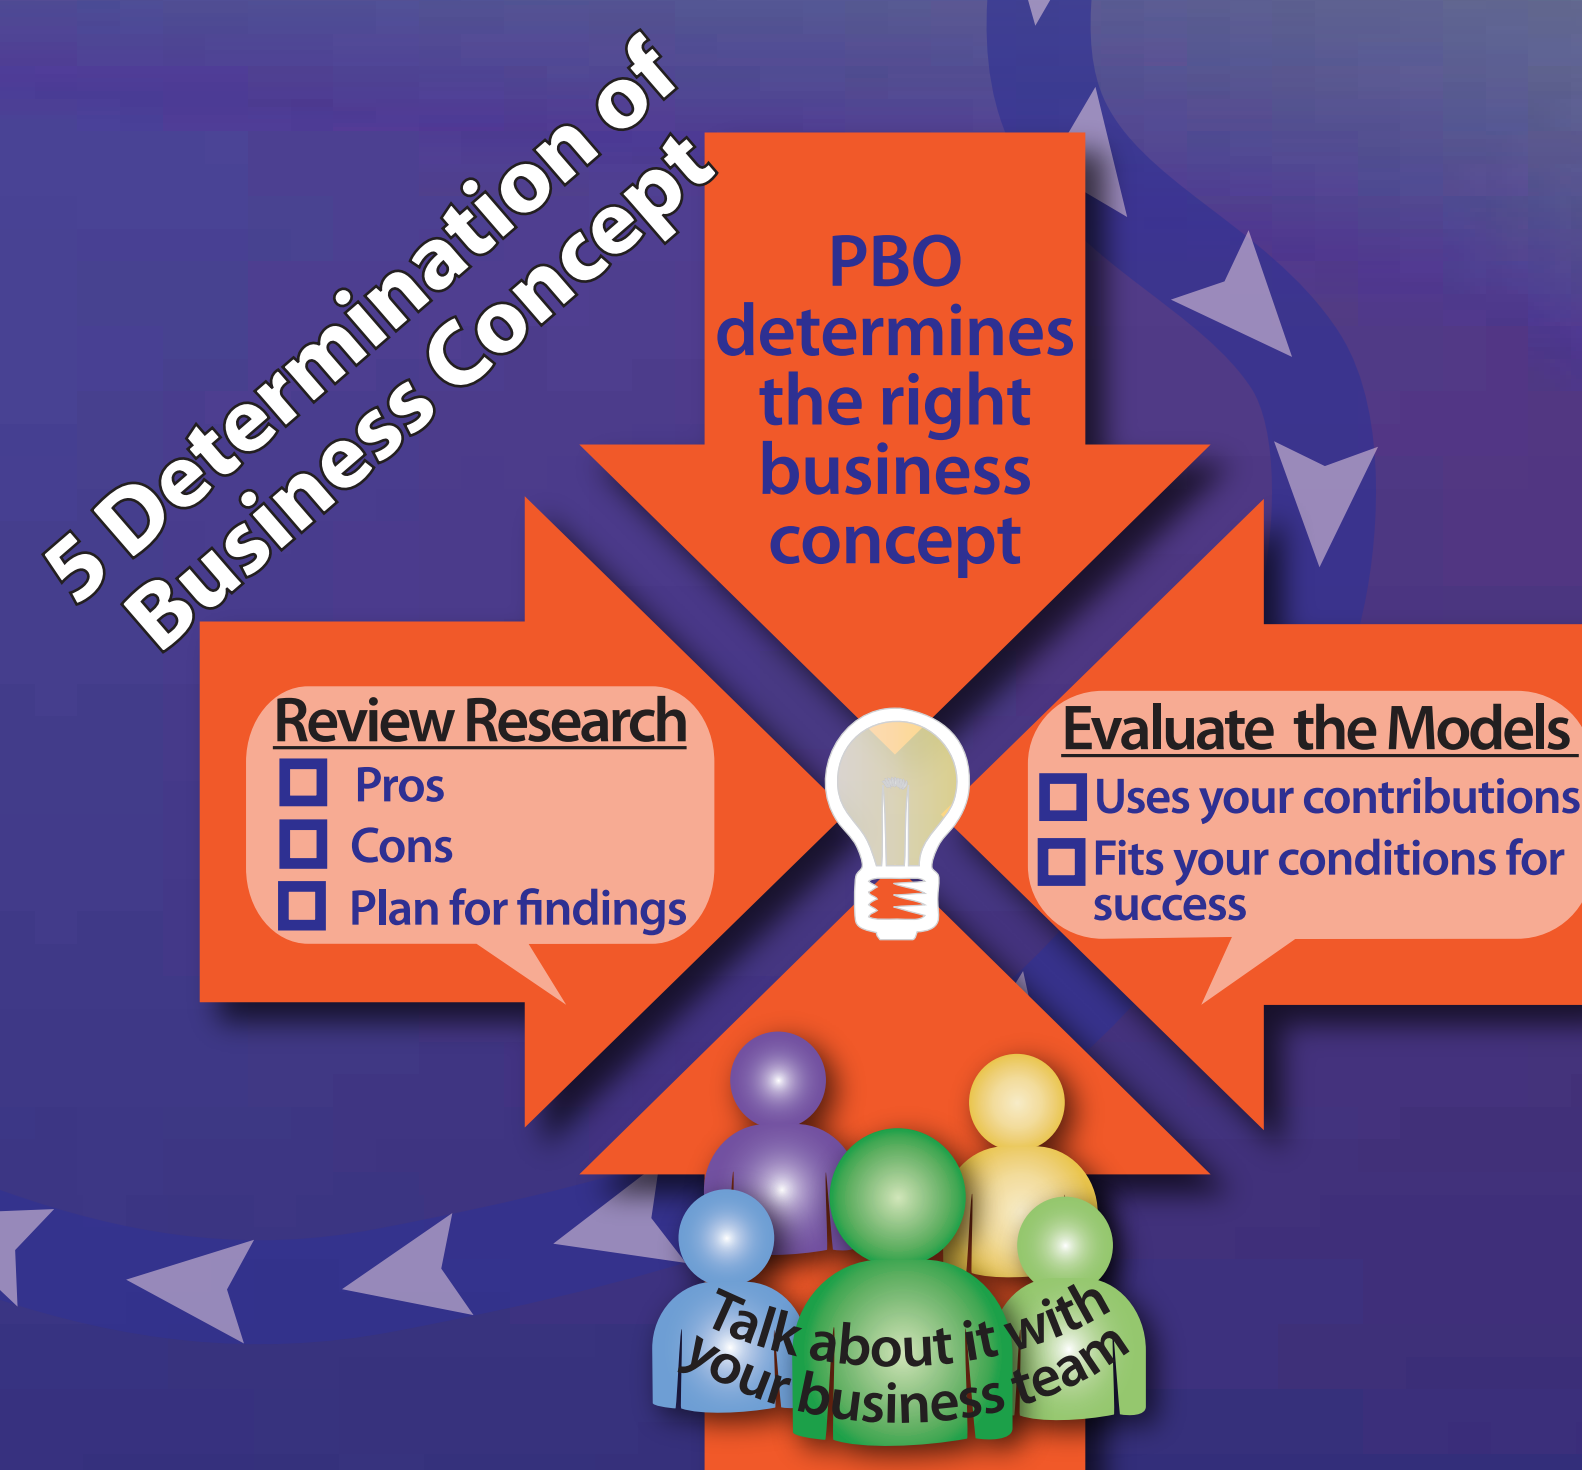 5 Determination of
Business Concept
PBO
determines
the right
business
concept
Review Research
Pros
Cons
Plan for findings
Evaluate the Models
Uses your contributions
Fits your conditions for
success
Talk about it with
your business team